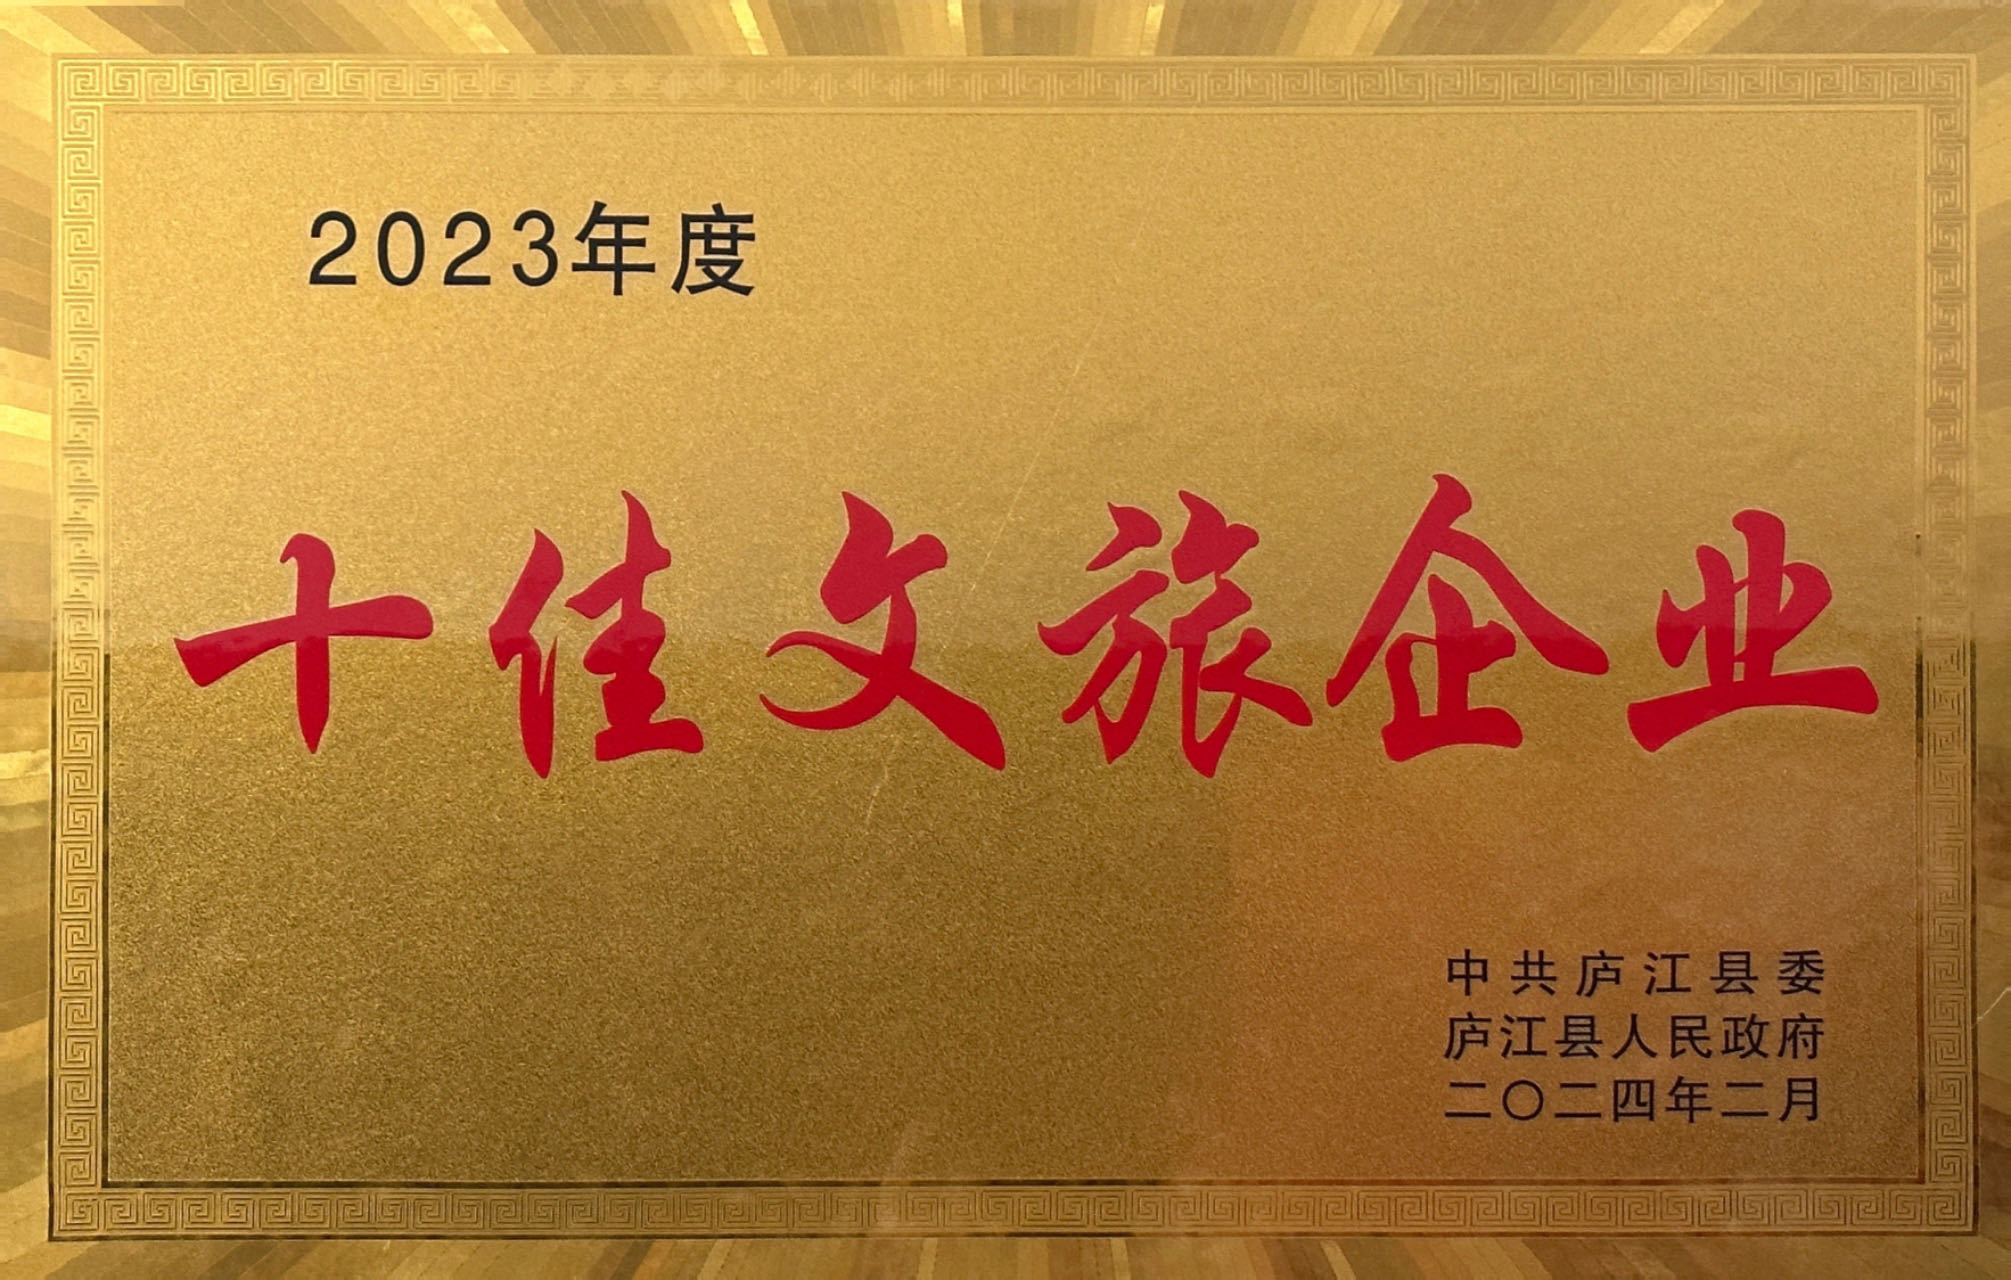 2023年度
十佳文旅企业
中共庐江县委
庐江县人民政府
二〇二四年二月